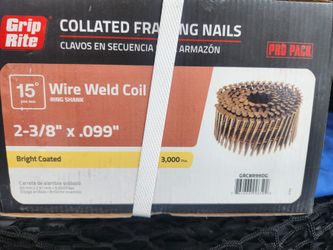 Grip
Rite
COLLATED FRAMING NAILS
CLAVOS EN SECUENCIA PARA ARMAZÓN
PRO PACK
15°
Wire Weld Coil
RING SHANK
2-3/8" x .099"
Bright Coated
3,000
GRC8R99DG